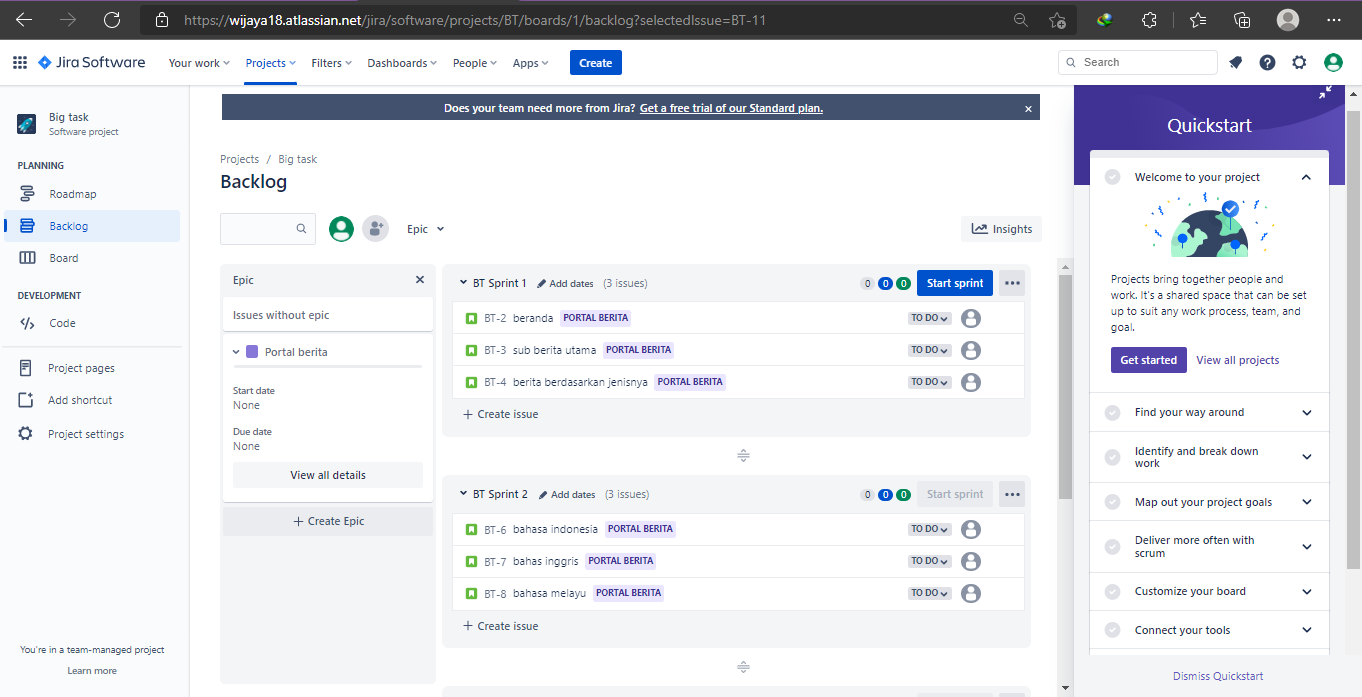 https://wijaya18.atlassian.net/jira/software/projects/BT/boards/1/backlog?selectedIssue=BT-11
Jira Software
Your work
Projects
Filters
Dashboards
People
Apps
Create
Search
Big task
Software project
PLANNING
Roadmap
Backlog
Board
DEVELOPMENT
Code
Project pages
Add shortcut
Project settings
You're in a team-managed project
Learn more
Does your team need more from Jira? Get a free trial of our Standard plan.
Projects / Big task
Backlog
Epic
Insights
Epic
Issues without epic
Portal berita
Start date
None
Due date
None
View all details
+ Create Epic
BT Sprint 1 Add dates (3 issues) 0 0 0 Start sprint
BT-2 beranda PORTAL BERITA TO DO
BT-3 sub berita utama PORTAL BERITA TO DO
BT-4 berita berdasarkan jenisnya PORTAL BERITA TO DO
+ Create issue
BT Sprint 2 Add dates (3 issues) 0 0 0 Start sprint
BT-6 bahasa indonesia PORTAL BERITA TO DO
BT-7 bahas inggris PORTAL BERITA TO DO
BT-8 bahasa melayu PORTAL BERITA TO DO
+ Create issue
Quickstart
Welcome to your project
Projects bring together people and
work. It's a shared space that can be set
up to suit any work process, team, and
goal.
Get started View all projects
Find your way around
Identify and break down
work
Map out your project goals
Deliver more often with
scrum
Customize your board
Connect your tools
Dismiss Quickstart